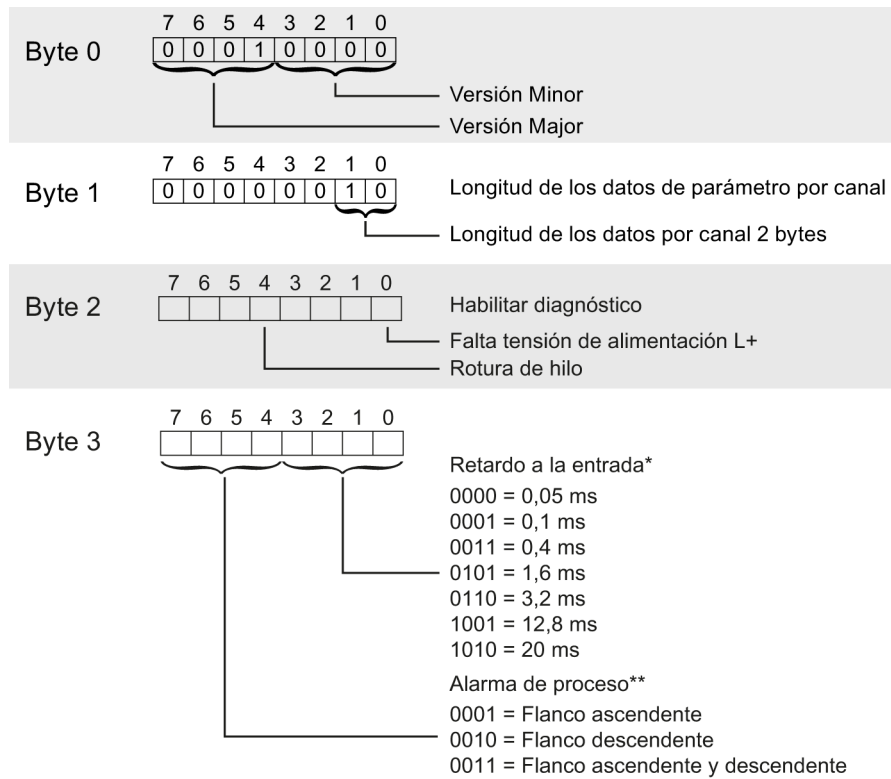 7 6 5 4 3 2 1 0
Byte 0
0 0 0 1 0 0 0 0
Versión Minor
Versión Major
7 6 5 4 3 2 1 0
Byte 1
0 0 0 0 0 0 1 0
Longitud de los datos de parámetro por canal
Longitud de los datos por canal 2 bytes
7 6 5 4 3 2 1 0
Byte 2
Habilitar diagnóstico
Falta tensión de alimentación L+
Rotura de hilo
7 6 5 4 3 2 1 0
Byte 3
Retardo a la entrada*
0000 = 0,05 ms
0001 = 0,1 ms
0011 = 0,4 ms
0101 = 1,6 ms
0110 = 3,2 ms
1001 = 12,8 ms
1010 = 20 ms
Alarma de proceso**
0001 = Flanco ascendente
0010 = Flanco descendente
0011 = Flanco ascendente y descendente